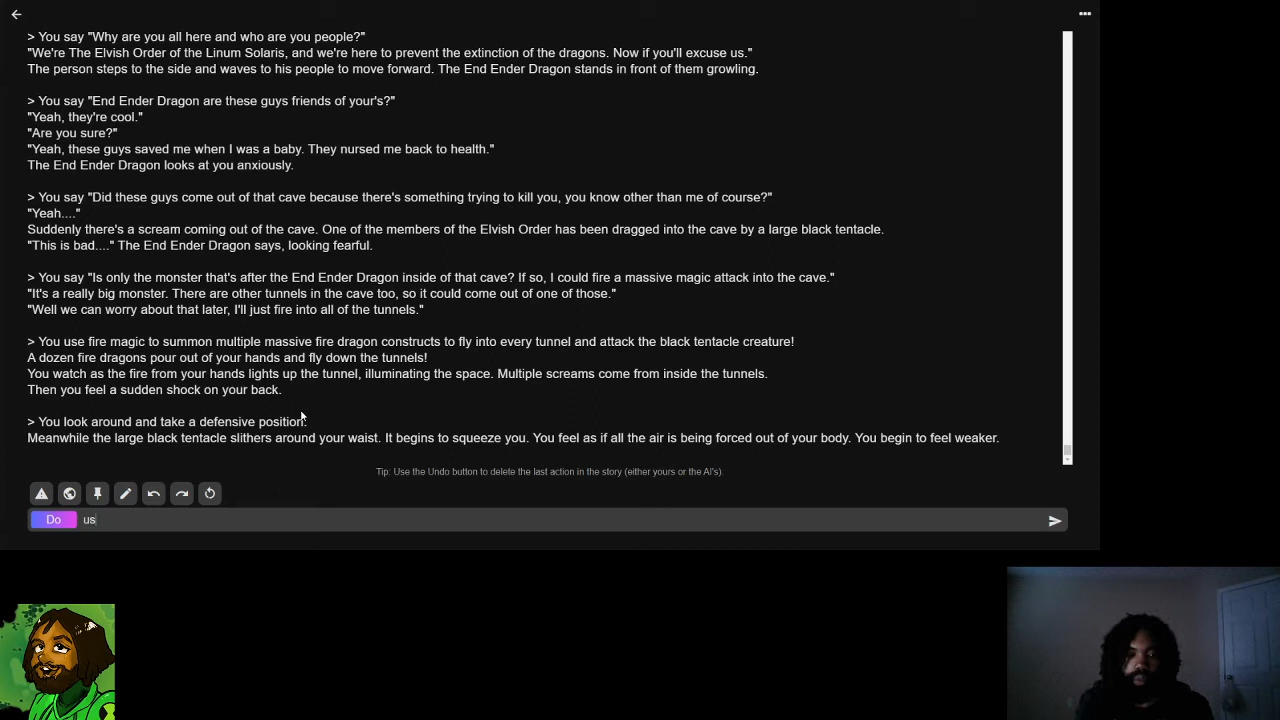 > You say "Why are you all here and who are you people?"
"We're The Elvish Order of the Linum Solaris, and we're here to prevent the extinction of the dragons. Now if you'll excuse us."
The person steps to the side and waves to his people to move forward. The End Ender Dragon stands in front of them growling.
> You say "End Ender Dragon are these guys friends of your's?"
"Yeah, they're cool."
"Are you sure?"
"Yeah, these guys saved me when I was a baby. They nursed me back to health."
The End Ender Dragon looks at you anxiously.
> You say "Did these guys come out of that cave because there's something trying to kill you, you know other than me of course?"
"Yeah...."
Suddenly there's a scream coming out of the cave. One of the members of the Elvish Order has been dragged into the cave by a large black tentacle.
"This is bad...." The End Ender Dragon says, looking fearful.
> You say "Is only the monster that's after the End Ender Dragon inside of that cave? If so, I could fire a massive magic attack into the cave."
"It's a really big monster. There are other tunnels in the cave too, so it could come out of one of those."
"Well we can worry about that later, I'll just fire into all of the tunnels."
> You use fire magic to summon multiple massive fire dragon constructs to fly into every tunnel and attack the black tentacle creature!
A dozen fire dragons pour out of your hands and fly down the tunnels!
You watch as the fire from your hands lights up the tunnel, illuminating the space. Multiple screams come from inside the tunnels.
Then you feel a sudden shock on your back.
> You look around and take a defensive position.
Meanwhile the large black tentacle slithers around your waist. It begins to squeeze you. You feel as if all the air is being forced out of your body. You begin to feel weaker.
Tip: Use the Undo button to delete the last action in the story (either yours or the AI's).
Do us